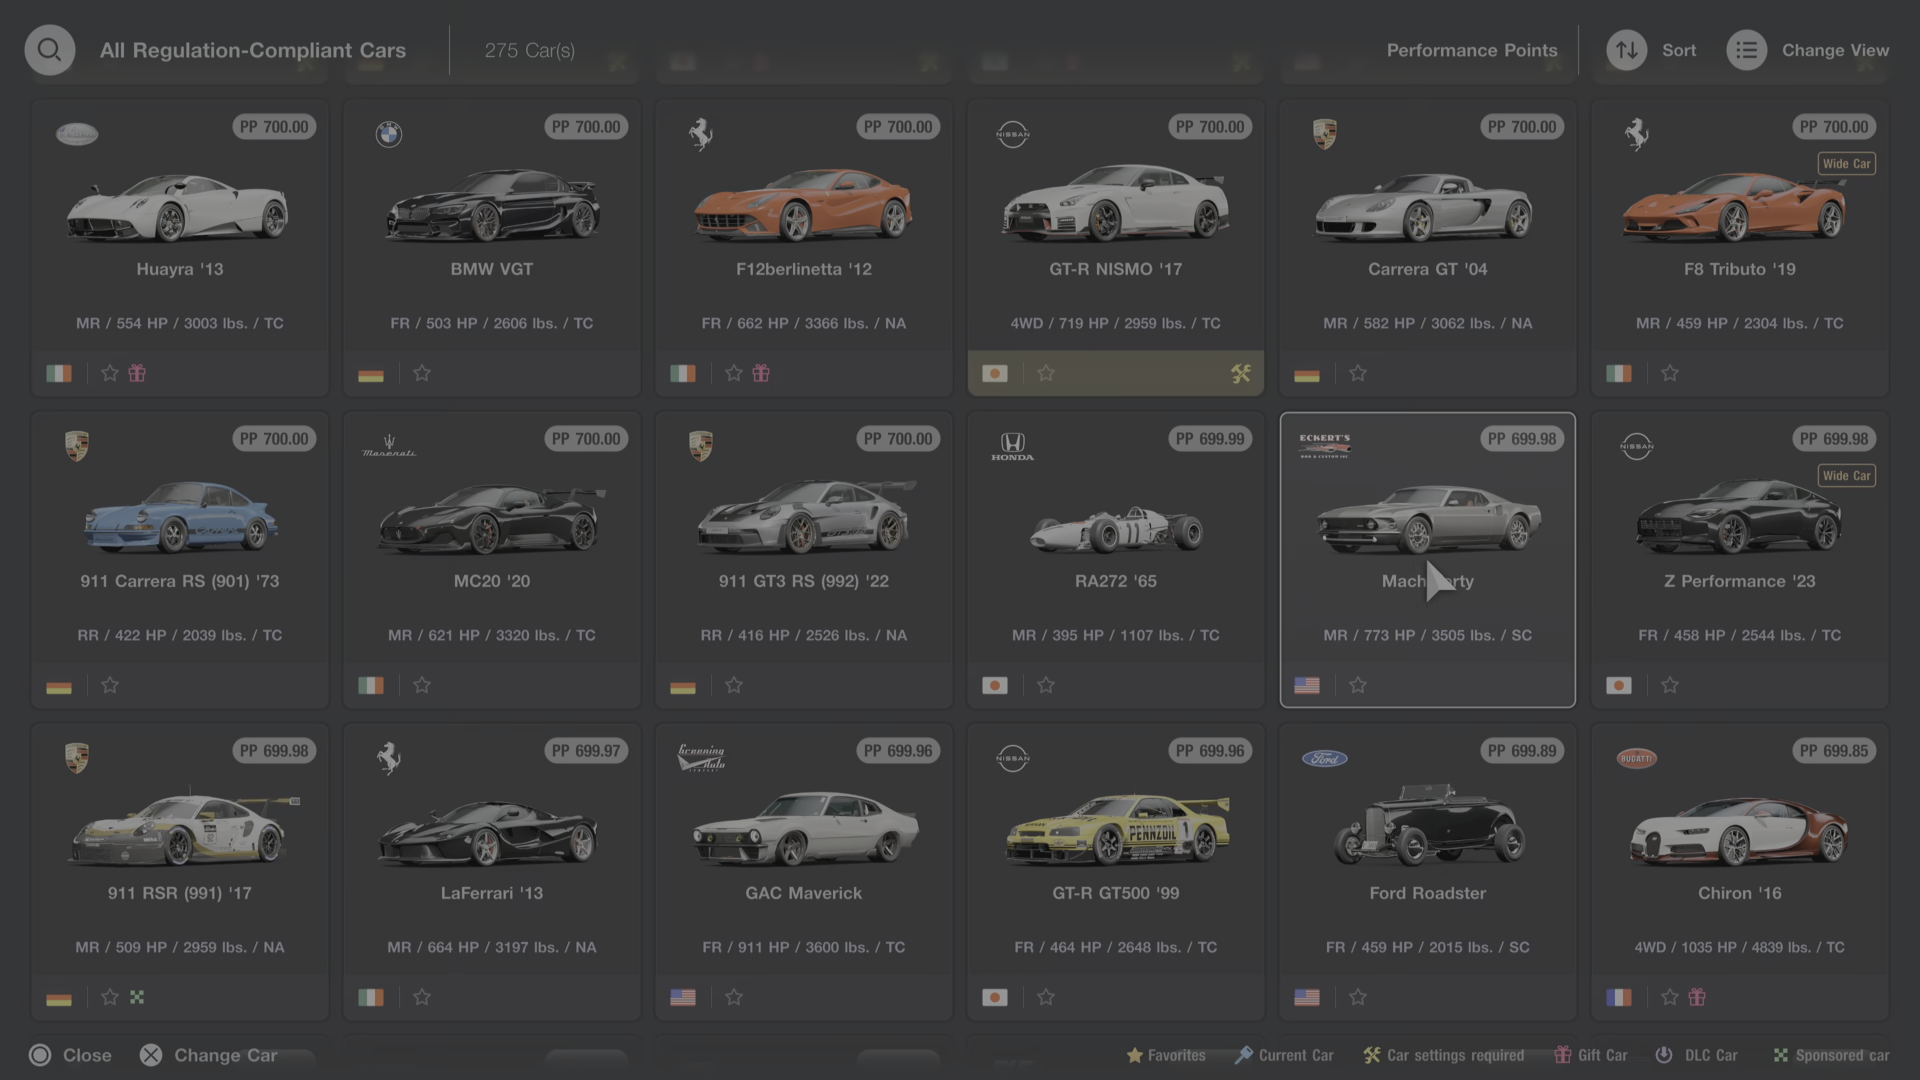 All Regulation-Compliant Cars
275 Car(s)
Performance Points
Sort
Change View
PP 700.00
Huayra '13
MR / 554 HP / 3003 lbs. / TC
BMW
PP 700.00
BMW VGT
FR / 503 HP / 2606 lbs. / TC
PP 700.00
F12berlinetta '12
FR / 662 HP / 3366 lbs. / NA
NISSAN
PP 700.00
GT-R NISMO '17
4WD / 719 HP / 2959 lbs. / TC
PP 700.00
Carrera GT '04
MR / 582 HP / 3062 lbs. / NA
PP 700.00
Wide Car
F8 Tributo '19
MR / 459 HP / 2304 lbs. / TC
PP 700.00
911 Carrera RS (901) '73
RR / 422 HP / 2039 lbs. / TC
Maserati
PP 700.00
MC20 '20
MR / 621 HP / 3320 lbs. / TC
PP 700.00
911 GT3 RS (992) '22
RR / 416 HP / 2526 lbs. / NA
HONDA
PP 699.99
11
RA272 '65
MR / 395 HP / 1107 lbs. / TC
ECKERT'S
ROD & CUSTOM INC
PP 699.98
Mach rty
MR / 773 HP / 3505 lbs. / SC
NISSAN
PP 699.98
Wide Car
Z Performance '23
FR / 458 HP / 2544 lbs. / TC
PP 699.98
911 RSR (991) '17
MR / 509 HP / 2959 lbs. / NA
PP 699.97
LaFerrari '13
MR / 664 HP / 3197 lbs. / NA
Greening
Auto
COMPANY
PP 699.96
GAC Maverick
FR / 911 HP / 3600 lbs. / TC
NISSAN
PP 699.96
PENNZOIL
1
GT-R GT500 '99
FR / 464 HP / 2648 lbs. / TC
Ford
PP 699.89
Ford Roadster
FR / 459 HP / 2015 lbs. / SC
BUGATTI
PP 699.85
Chiron '16
4WD / 1035 HP / 4839 lbs. / TC
Close
Change Car
Favorites
Current Car
Car settings required
Gift Car
DLC Car
Sponsored car